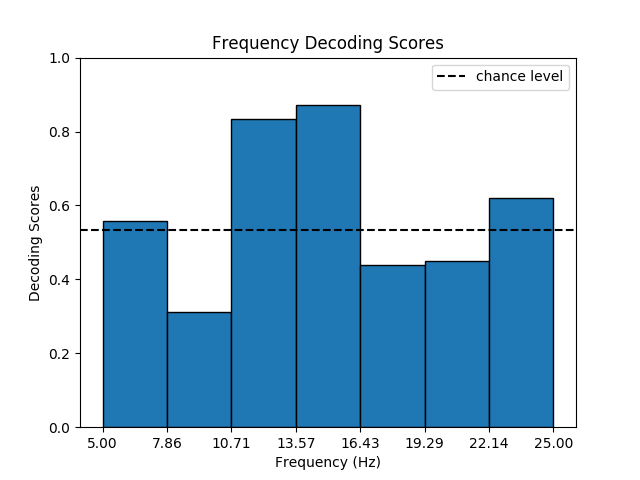 Frequency Decoding Scores
chance level
1.0
0.8
0.6
0.4
0.2
0.0
Decoding Scores
5.00 7.86 10.71 13.57 16.43 19.29 22.14 25.00
Frequency (Hz)